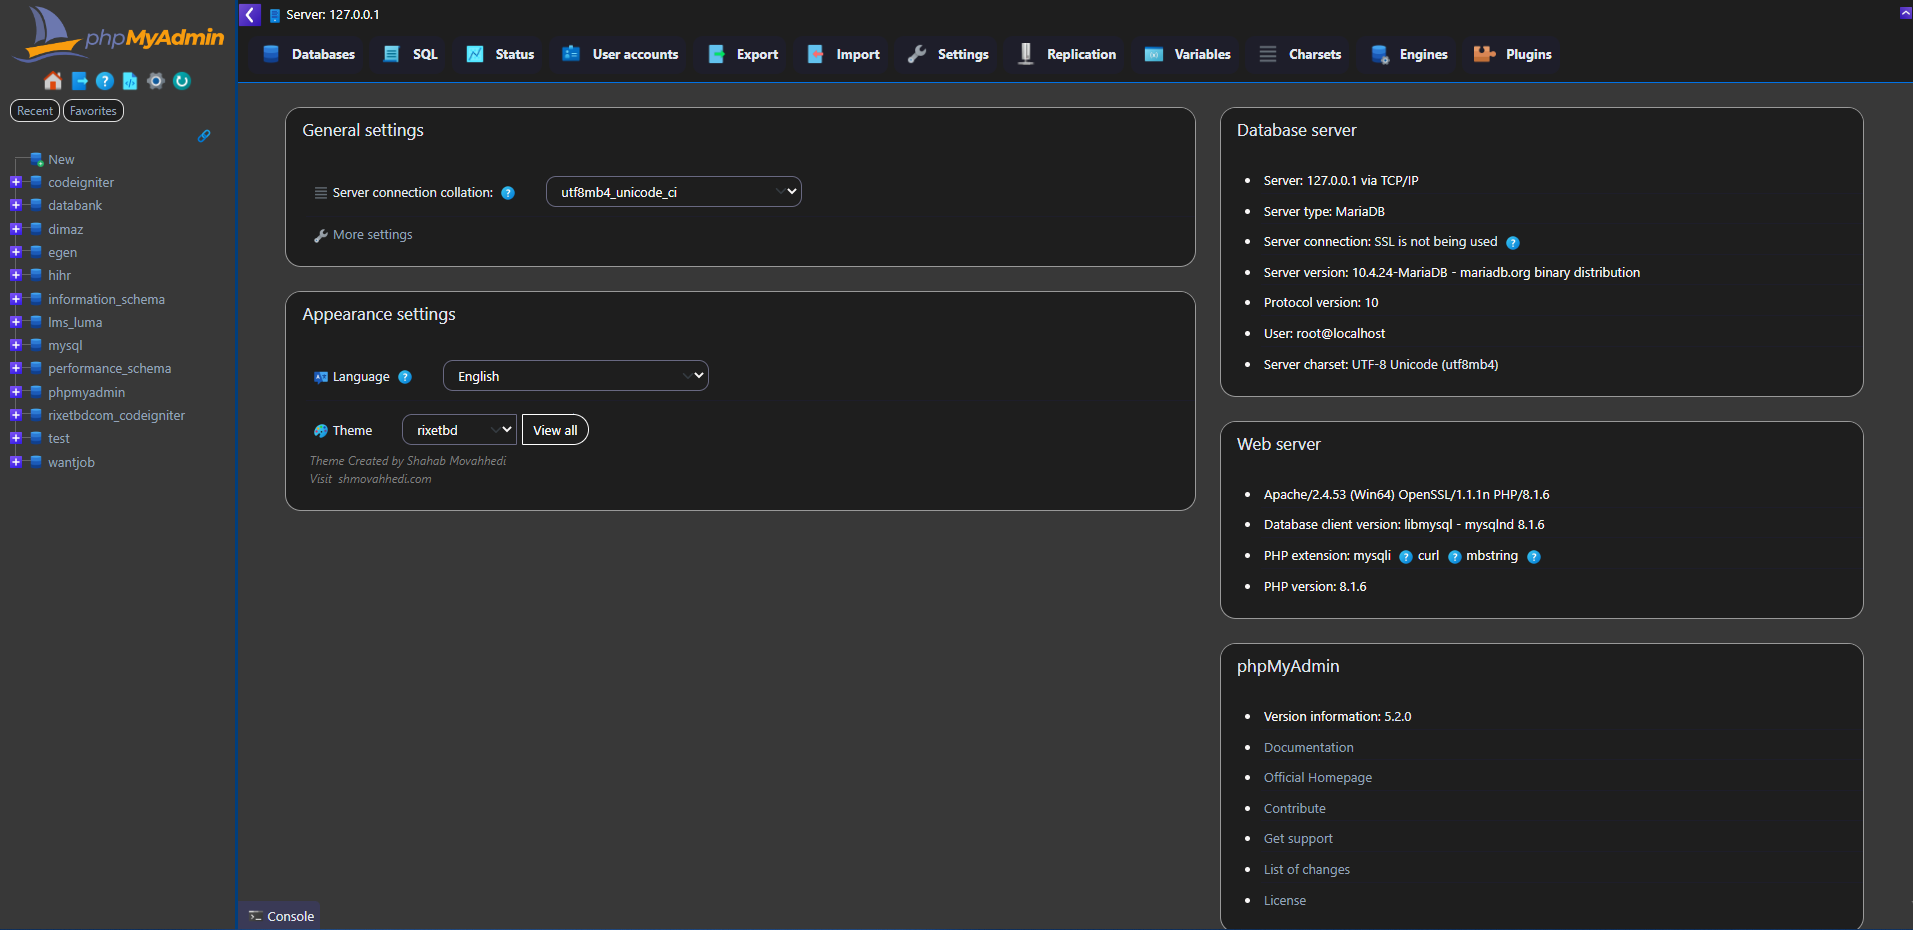 phpMyAdmin
Recent Favorites
New
codeigniter
databank
dimaz
egen
hihr
information_schema
lms_luma
mysql
performance_schema
phpmyadmin
rixetbdcom_codeigniter
test
wantjob
Server: 127.0.0.1
Databases SQL Status User accounts Export Import Settings Replication Variables Charsets Engines Plugins
General settings
Server connection collation: utf8mb4_unicode_ci
More settings
Appearance settings
Language English
Theme rixetbd View all
Theme Created by Shahab Movahhedi
Visit shmovahhedi.com
Database server
Server: 127.0.0.1 via TCP/IP
Server type: MariaDB
Server connection: SSL is not being used
Server version: 10.4.24-MariaDB - mariadb.org binary distribution
Protocol version: 10
User: root@localhost
Server charset: UTF-8 Unicode (utf8mb4)
Web server
Apache/2.4.53 (Win64) OpenSSL/1.1.1n PHP/8.1.6
Database client version: libmysql - mysqlnd 8.1.6
PHP extension: mysqli curl mbstring
PHP version: 8.1.6
phpMyAdmin
Version information: 5.2.0
Documentation
Official Homepage
Contribute
Get support
List of changes
License
Console